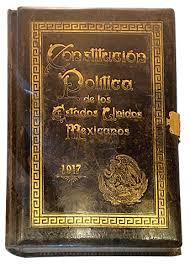 Constitución
Política
de los
Estados Unidos
Mexicanos
1917